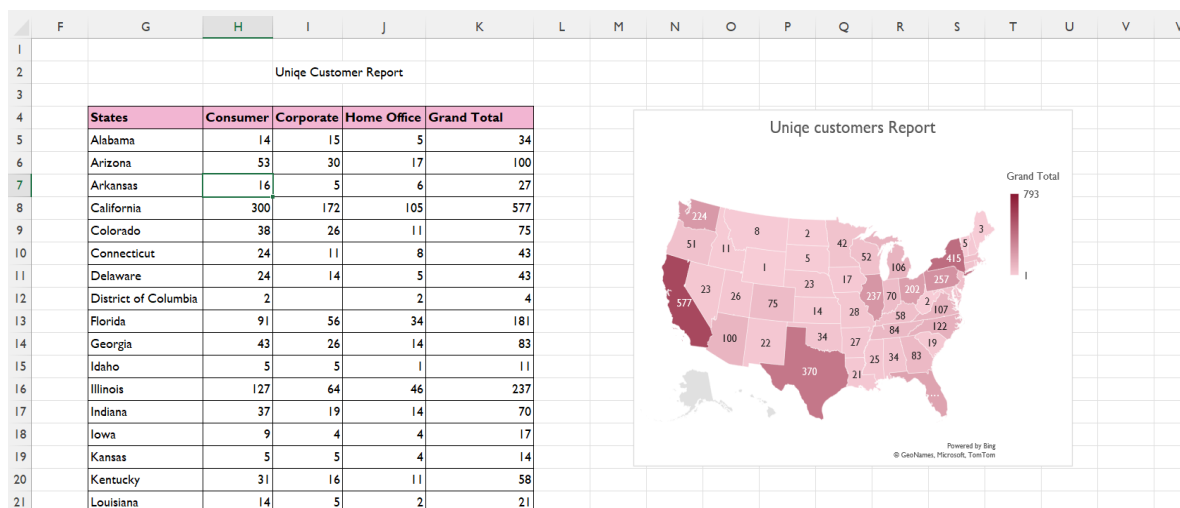 F G H I J K L M N O P Q R S T U V
1
2 Uniqe Customer Report
3
4 States Consumer Corporate Home Office Grand Total
5 Alabama 14 15 5 34
6 Arizona 53 30 17 100
7 Arkansas 16 5 6 27
8 California 300 172 105 577
9 Colorado 38 26 11 75
10 Connecticut 24 11 8 43
11 Delaware 24 14 5 43
12 District of Columbia 2 2 4
13 Florida 91 56 34 181
14 Georgia 43 26 14 83
15 Idaho 5 5 1 11
16 Illinois 127 64 46 237
17 Indiana 37 19 14 70
18 Iowa 9 4 4 17
19 Kansas 5 5 4 14
20 Kentucky 31 16 11 58
21 Louisiana 14 5 2 21
Uniqe customers Report
Grand Total
793
1
224
8
2
42
3
51
11
5
52
5
415
1
106
23
26
23
17
257
577
75
237
70
202
2
107
14
28
58
122
100
22
34
27
84
19
370
25
34
83
21
Powered by Bing
© GeoNames, Microsoft, TomTom